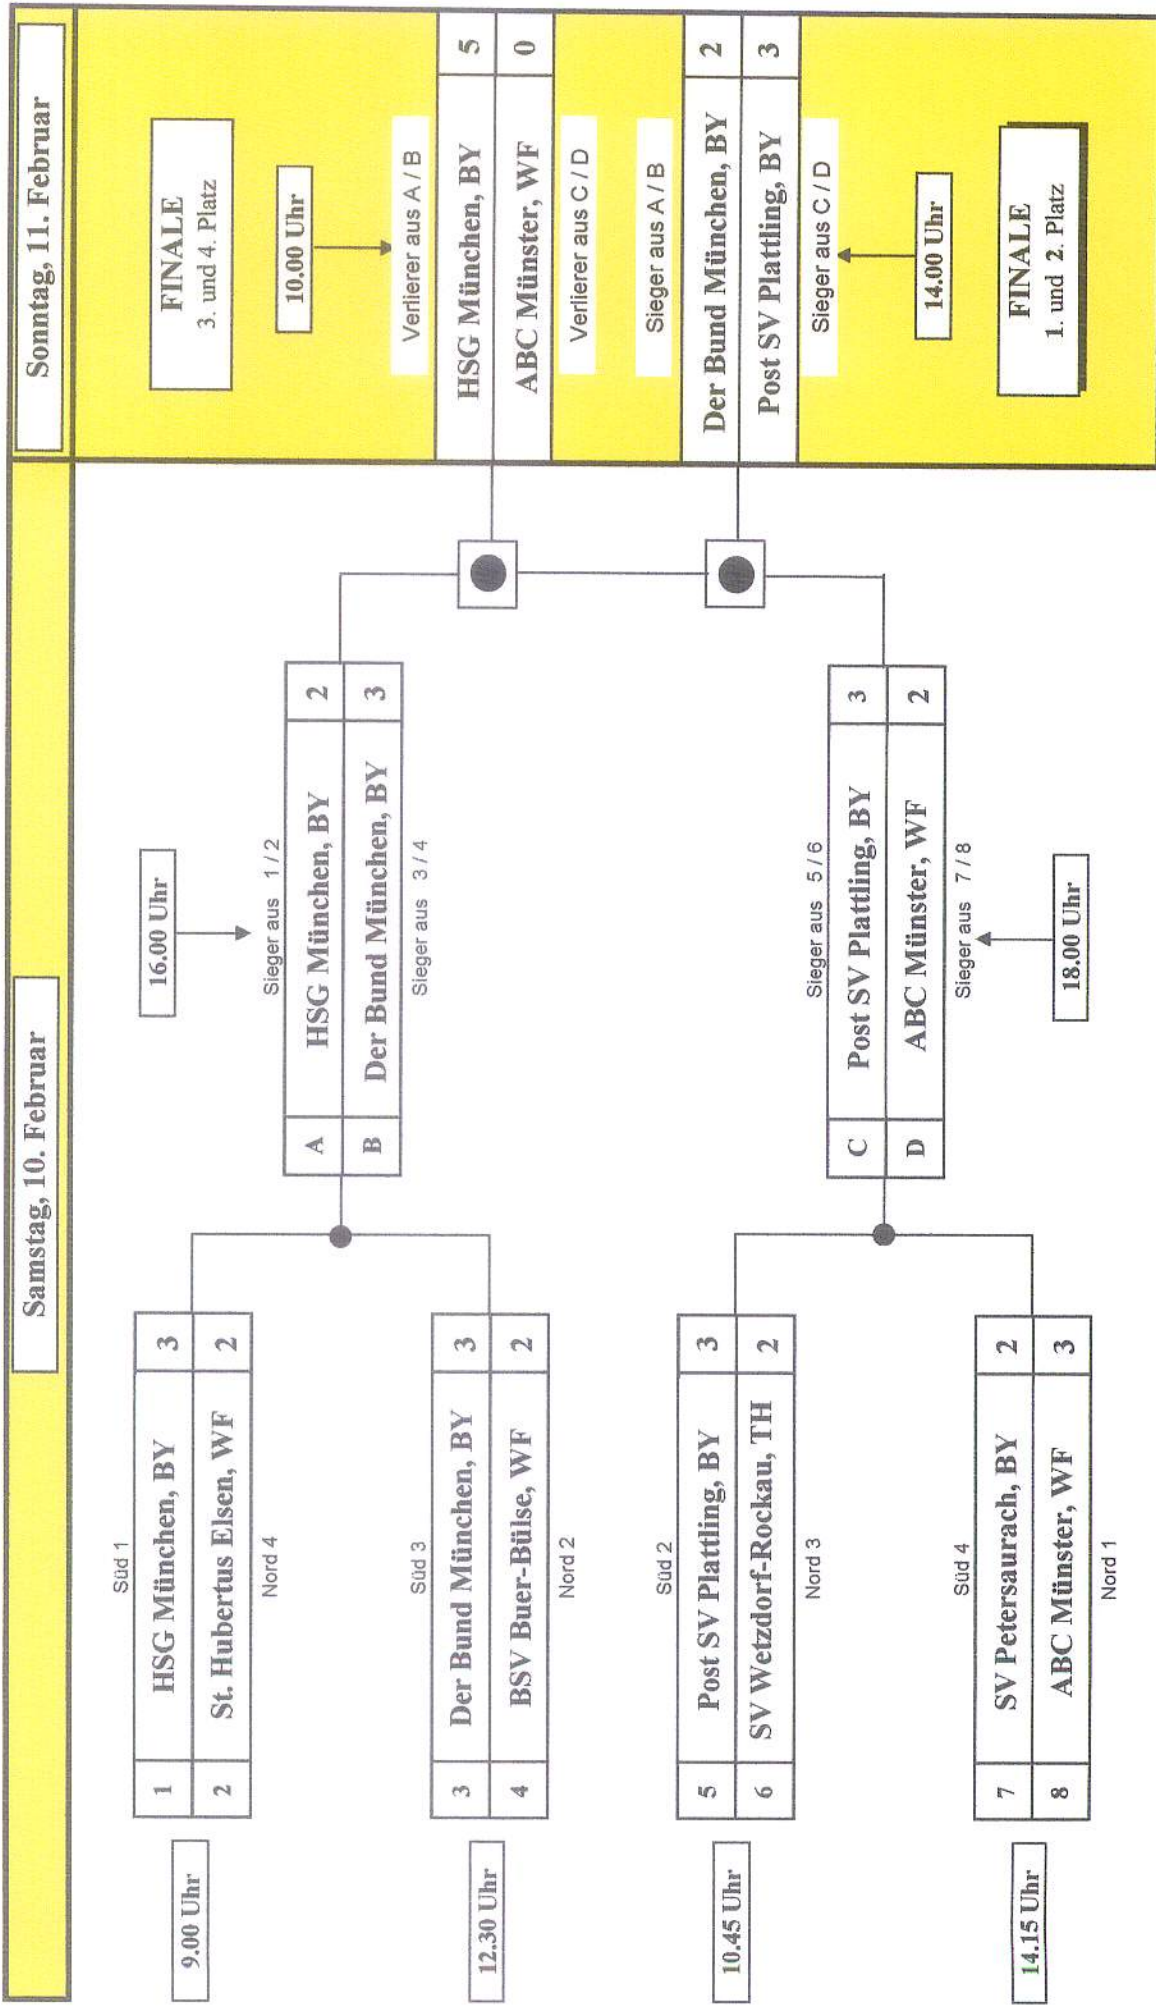 Samstag, 10. Februar
Sonntag, 11. Februar
9.00 Uhr
Süd 1
1 HSG München, BY 3
2 St. Hubertus Elsen, WF 2
Nord 4
12.30 Uhr
Süd 3
3 Der Bund München, BY 3
4 BSV Buer-Bülse, WF 2
Nord 2
10.45 Uhr
Süd 2
5 Post SV Plattling, BY 3
6 SV Wetzdorf-Rockau, TH 2
Nord 3
14.15 Uhr
Süd 4
7 SV Petersaurach, BY 2
8 ABC Münster, WF 3
Nord 1
16.00 Uhr
Sieger aus 1 / 2
A HSG München, BY 2
B Der Bund München, BY 3
Sieger aus 3 / 4
Sieger aus 5 / 6
C Post SV Plattling, BY 3
D ABC Münster, WF 2
Sieger aus 7 / 8
18.00 Uhr
FINALE
3. und 4. Platz
10.00 Uhr
Verlierer aus A / B
HSG München, BY 5
ABC Münster, WF 0
Verlierer aus C / D
Sieger aus A / B
Der Bund München, BY 2
Post SV Plattling, BY 3
Sieger aus C / D
14.00 Uhr
FINALE
1. und 2. Platz